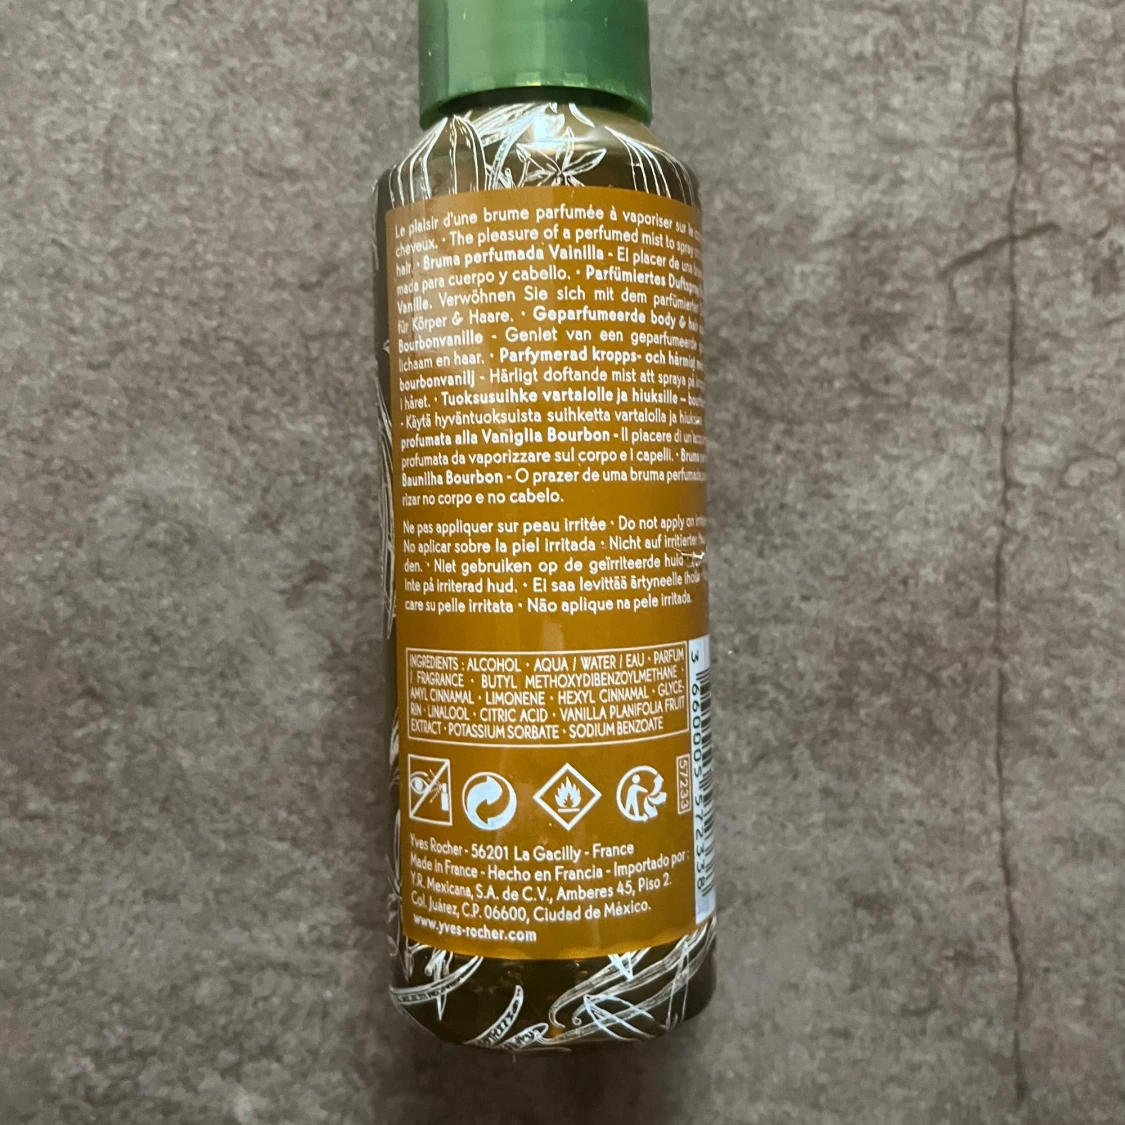 Le plaisir d'une brume parfumée à vaporiser sur le
cheveux. • The pleasure of a perfumed mist to spray
hair. • Bruma perfumada Vainilla - El placer de una
mada para cuerpo y cabello. • Parfümiertes Duftspray
Vanille. Verwöhnen Sie sich mit dem parfümierten
für Körper & Haare. • Geparfumeerde body & hair
Bourbonvanille - Geniet van een geparfumeerde
lichaam en haar. • Parfymerad kropps- och hårmist
bourbonvanilj - Härligt doftande mist att spraya på
i håret. • Tuoksusuihke vartalolle ja hiuksille –
- Käytä hyväntuoksuista suihketta vartalolla ja
profumata alla Vaniglia Bourbon - Il piacere di un
profumata da vaporizzare sul corpo e i capelli. • Bruma
Baunilha Bourbon - O prazer de uma bruma perfumada
rizar no corpo e no cabelo.
Ne pas appliquer sur peau irritée • Do not apply on
No aplicar sobre la piel irritada • Nicht auf irritierter
den. • Niet gebruiken op de geïrriteerde huid
Inte på irriterad hud. • Ei saa levittää ärtyneelle
care su pelle irritata • Não aplique na pele irritada.
INGREDIENTS : ALCOHOL • AQUA / WATER / EAU • PARFUM
/ FRAGRANCE • BUTYL METHOXYDIBENZOYLMETHANE •
AMYL CINNAMAL • LIMONENE • HEXYL CINNAMAL • GLYCE-
RIN • LINALOOL • CITRIC ACID • VANILLA PLANIFOLIA FRUIT
EXTRACT • POTASSIUM SORBATE • SODIUM BENZOATE
57233
3 660005 572338
Yves Rocher - 56201 La Gacilly - France
Made in France - Hecho en Francia - Importado por :
Y.R. Mexicana, S.A. de C.V., Amberes 45, Piso 2.
Col. Juárez, C.P. 06600, Ciudad de México.
www.yves-rocher.com